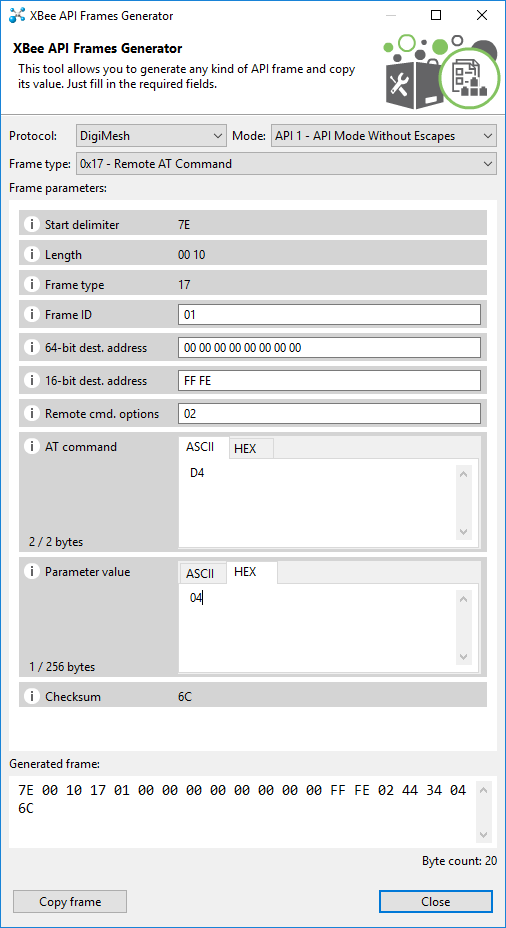 XBee API Frames Generator
XBee API Frames Generator
This tool allows you to generate any kind of API frame and copy
its value. Just fill in the required fields.
Protocol: DigiMesh Mode: API 1 - API Mode Without Escapes
Frame type: 0x17 - Remote AT Command
Frame parameters:
i Start delimiter 7E
i Length 00 10
i Frame type 17
i Frame ID 01
i 64-bit dest. address 00 00 00 00 00 00 00 00
i 16-bit dest. address FF FE
i Remote cmd. options 02
i AT command ASCII HEX
D4
2 / 2 bytes
i Parameter value ASCII HEX
04
1 / 256 bytes
i Checksum 6C
Generated frame:
7E 00 10 17 01 00 00 00 00 00 00 00 00 FF FE 02 44 34 04
6C
Byte count: 20
Copy frame Close